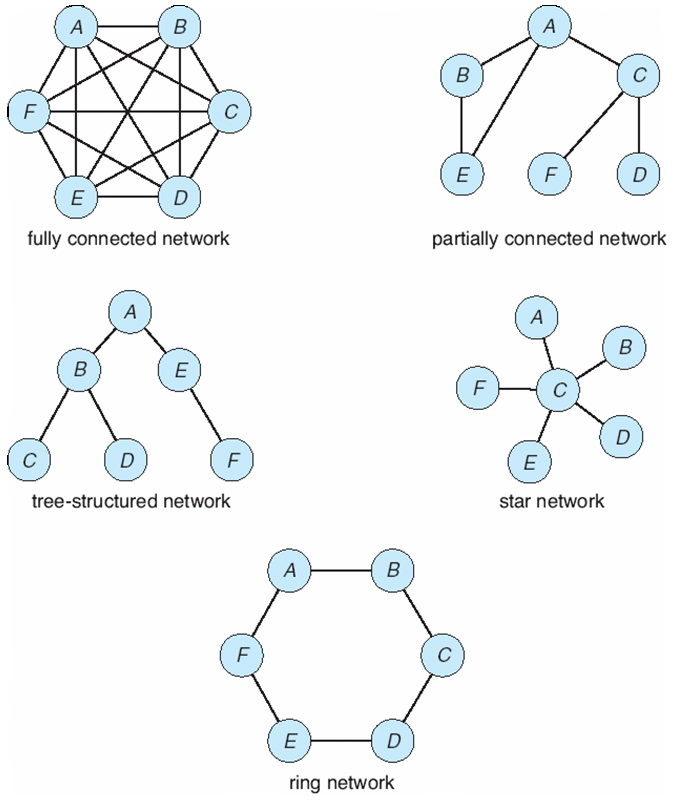 A B
F C
E D
fully connected network
A
B C
E F D
partially connected network
A
B E
C D F
tree-structured network
A
B
F C
D
E
star network
A B
F C
E D
ring network